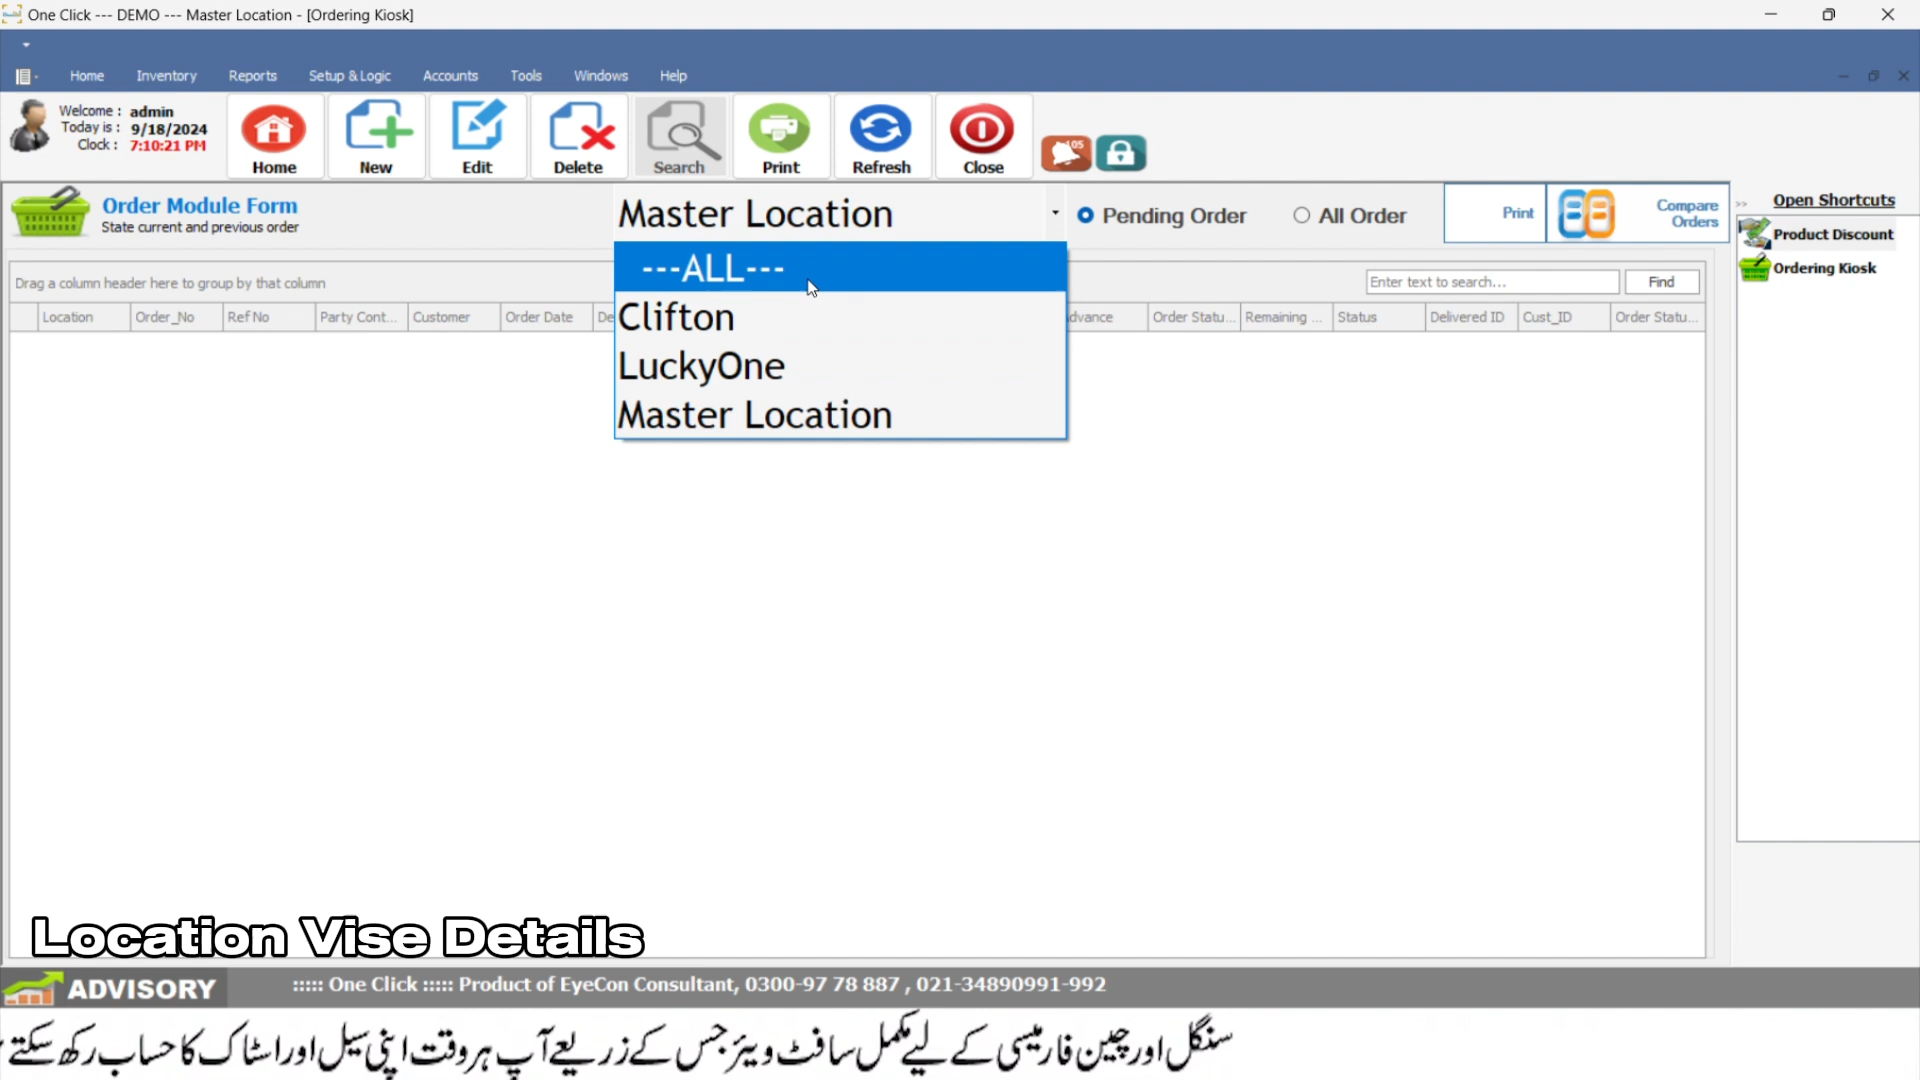 One Click --- DEMO --- Master Location - [Ordering Kiosk]
Home Inventory Reports Setup & Logic Accounts Tools Windows Help
Welcome : admin
Today is : 9/18/2024
Clock : 7:10:21 PM
Home New Edit Delete Search Print Refresh Close
105
Order Module Form
State current and previous order
Master Location
Pending Order All Order
Print
Compare Orders
>> Open Shortcuts
Product Discount
Ordering Kiosk
---ALL---
Clifton
LuckyOne
Master Location
Drag a column header here to group by that column
Enter text to search... Find
Location Order_No Ref No Party Cont... Customer Order Date De dvance Order Statu... Remaining ... Status Delivered ID Cust_ID Order Statu...
Location Vise Details
ADVISORY
::::: One Click ::::: Product of EyeCon Consultant, 0300-97 78 887 , 021-34890991-992
سنگل اور چین فارمیسی کے لیے مکمل سافٹ ویئر جس کے زریعے آپ ہر وقت اپنی سیل اور اسٹاک کا حساب رکھ سکتے